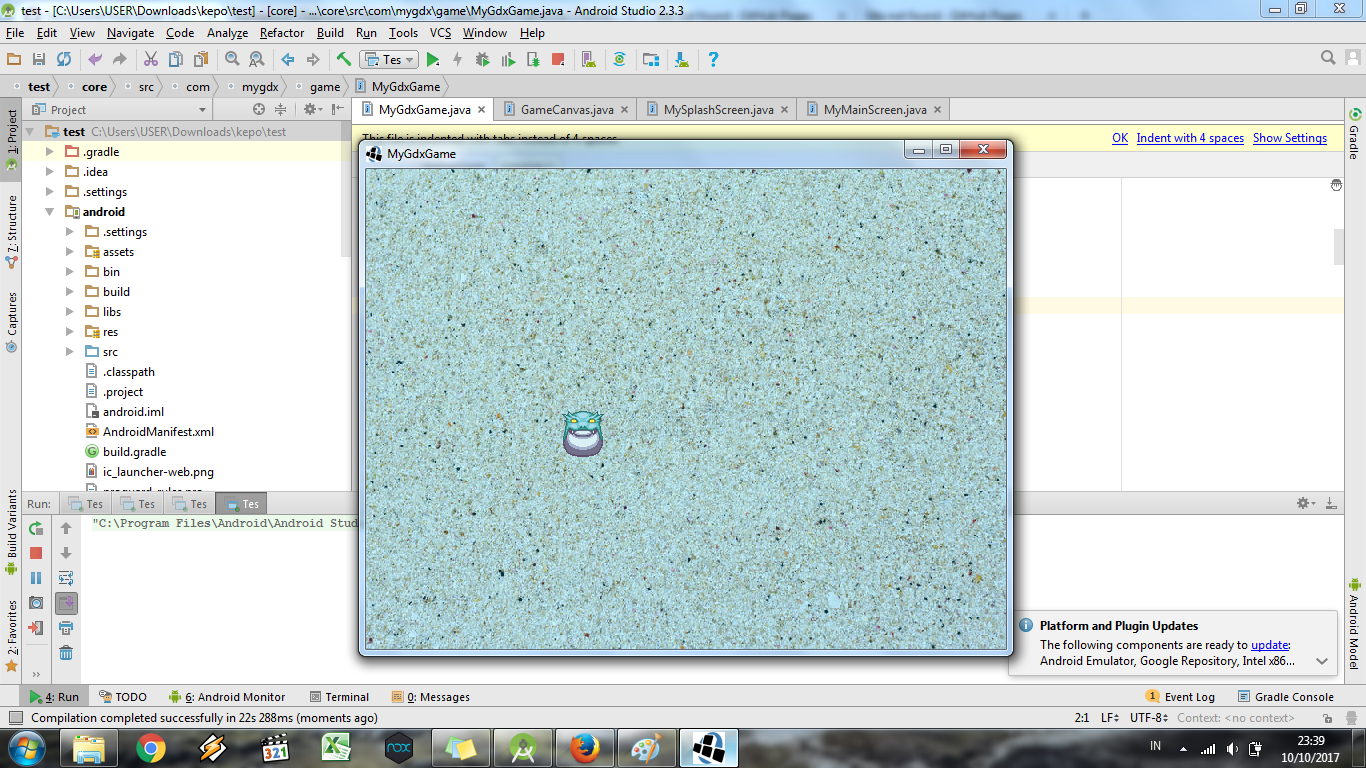 test - [C:\Users\USER\Downloads\kepo\test] - [core] - ...\core\src\com\mygdx\game\MyGdxGame.java - Android Studio 2.3.3
File Edit View Navigate Code Analyze Refactor Build Run Tools VCS Window Help
Tes
test core src com mygdx game MyGdxGame
1: Project
7: Structure
Captures
Build Variants
2: Favorites
Project
MyGdxGame.java GameCanvas.java MySplashScreen.java MyMainScreen.java
test C:\Users\USER\Downloads\kepo\test
This file is indented with tabs instead of 4 spaces
OK Indent with 4 spaces Show Settings
Gradle
.gradle
.idea
.settings
android
.settings
assets
bin
build
libs
res
src
.classpath
.project
android.iml
AndroidManifest.xml
build.gradle
ic_launcher-web.png
MyGdxGame
Run: Tes Tes Tes Tes
"C:\Program Files\Android\Android Stud
Platform and Plugin Updates
The following components are ready to update:
Android Emulator, Google Repository, Intel x86...
Android Model
4: Run TODO 6: Android Monitor Terminal 0: Messages 1 Event Log Gradle Console
Compilation completed successfully in 22s 288ms (moments ago) 2:1 LF UTF-8 Context: <no context>
321 nox IN 23:39
10/10/2017